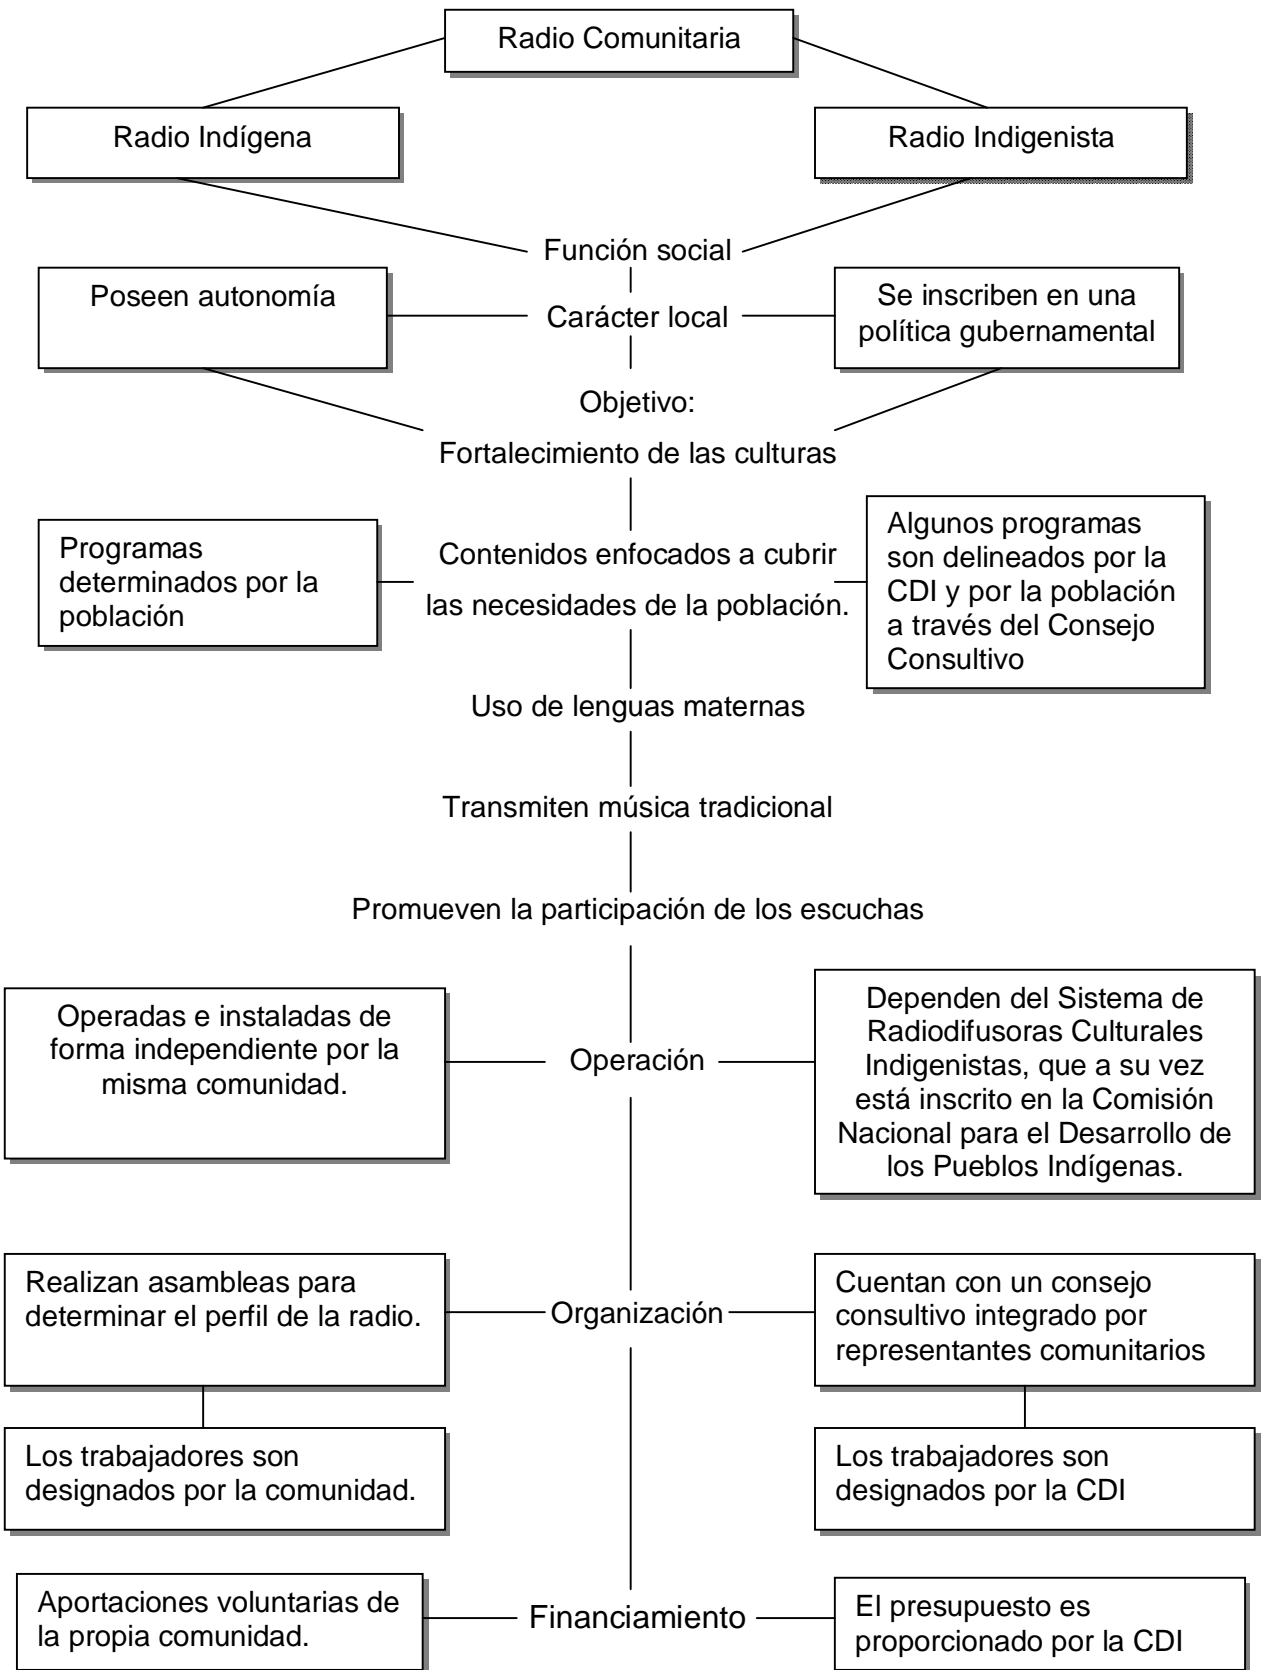 Radio Comunitaria
Radio Indígena
Radio Indigenista
Función social
Poseen autonomía
Carácter local
Se inscriben en una
política gubernamental
Objetivo:
Fortalecimiento de las culturas
Programas
determinados por la
población
Contenidos enfocados a cubrir
las necesidades de la población.
Algunos programas
son delineados por la
CDI y por la población
a través del Consejo
Consultivo
Uso de lenguas maternas
Transmiten música tradicional
Promueven la participación de los escuchas
Operadas e instaladas de
forma independiente por la
misma comunidad.
Operación
Dependen del Sistema de
Radiodifusoras Culturales
Indigenistas, que a su vez
está inscrito en la Comisión
Nacional para el Desarrollo de
los Pueblos Indígenas.
Realizan asambleas para
determinar el perfil de la radio.
Organización
Cuentan con un consejo
consultivo integrado por
representantes comunitarios
Los trabajadores son
designados por la comunidad.
Los trabajadores son
designados por la CDI
Aportaciones voluntarias de
la propia comunidad.
Financiamiento
El presupuesto es
proporcionado por la CDI